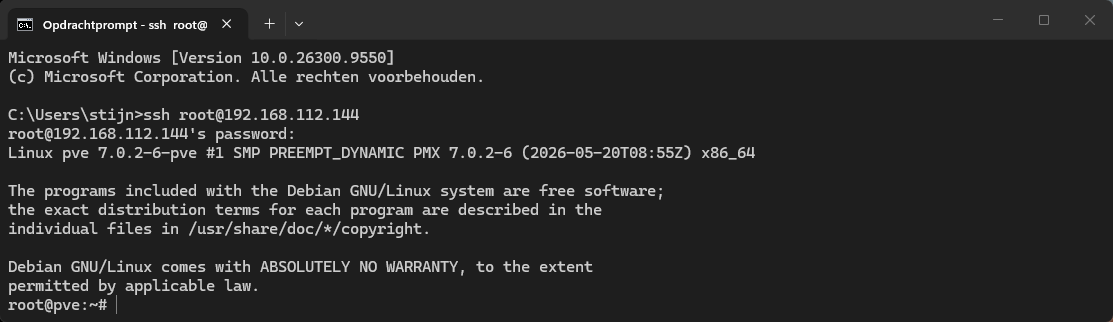 Opdrachtprompt - ssh root@
Microsoft Windows [Version 10.0.26300.9550]
(c) Microsoft Corporation. Alle rechten voorbehouden.
C:\Users\stijn>ssh root@192.168.112.144
root@192.168.112.144's password:
Linux pve 7.0.2-6-pve #1 SMP PREEMPT_DYNAMIC PMX 7.0.2-6 (2026-05-20T08:55Z) x86_64
The programs included with the Debian GNU/Linux system are free software;
the exact distribution terms for each program are described in the
individual files in /usr/share/doc/*/copyright.
Debian GNU/Linux comes with ABSOLUTELY NO WARRANTY, to the extent
permitted by applicable law.
root@pve:~#